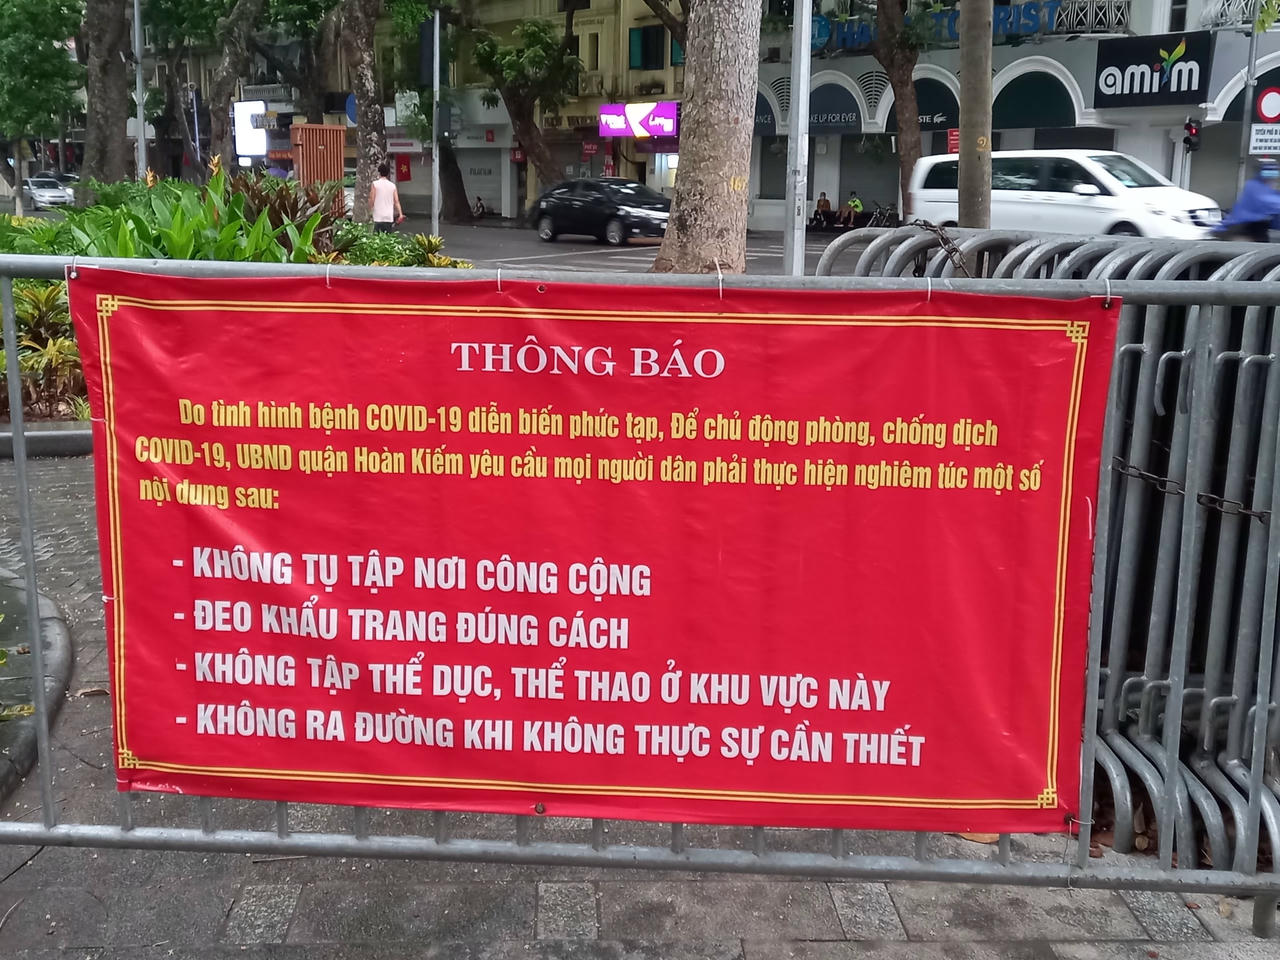 amiym
MAKE UP FOR EVER
THÔNG BÁO
Do tình hình bệnh COVID-19 diễn biến phức tạp, Để chủ động phòng, chống dịch
COVID-19, UBND quận Hoàn Kiếm yêu cầu mọi người dân phải thực hiện nghiêm túc một số
nội dung sau:
- KHÔNG TỤ TẬP NƠI CÔNG CỘNG
- ĐEO KHẨU TRANG ĐÚNG CÁCH
- KHÔNG TẬP THỂ DỤC, THỂ THAO Ở KHU VỰC NÀY
- KHÔNG RA ĐƯỜNG KHI KHÔNG THỰC SỰ CẦN THIẾT